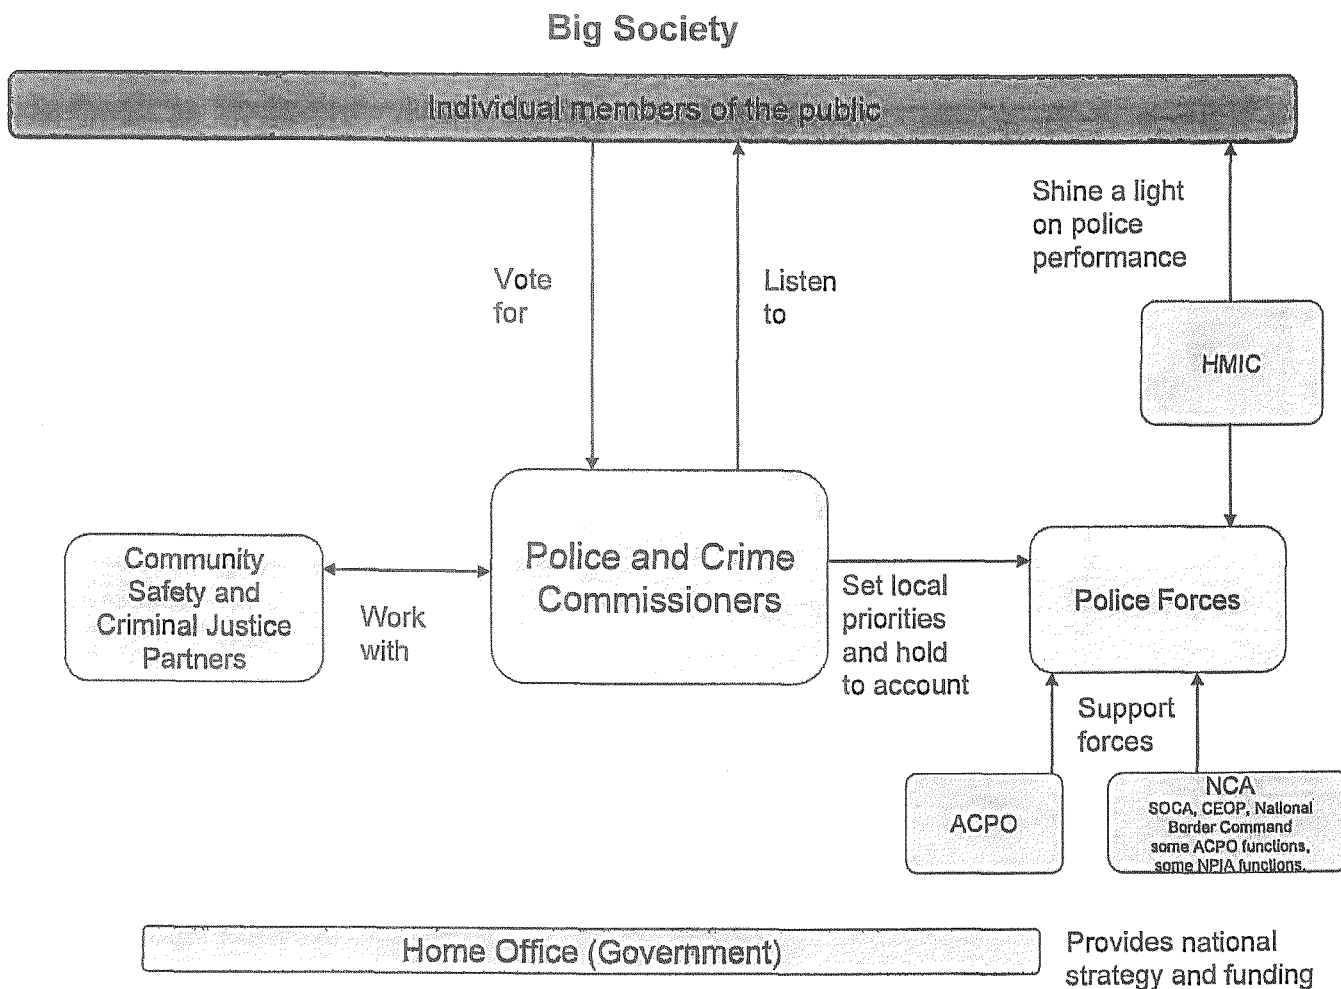 Big Society
Individual members of the public
Shine a light
on police
performance
Vote
for
Listen
to
HMIC
Community
Safety and
Criminal Justice
Partners
Work
with
Police and Crime
Commissioners
Set local
priorities
and hold
to account
Police Forces
Support
forces
ACPO
NCA
SOCA, CEOP, National
Border Command
some ACPO functions,
some NPIA functions.
Home Office (Government)
Provides national
strategy and funding